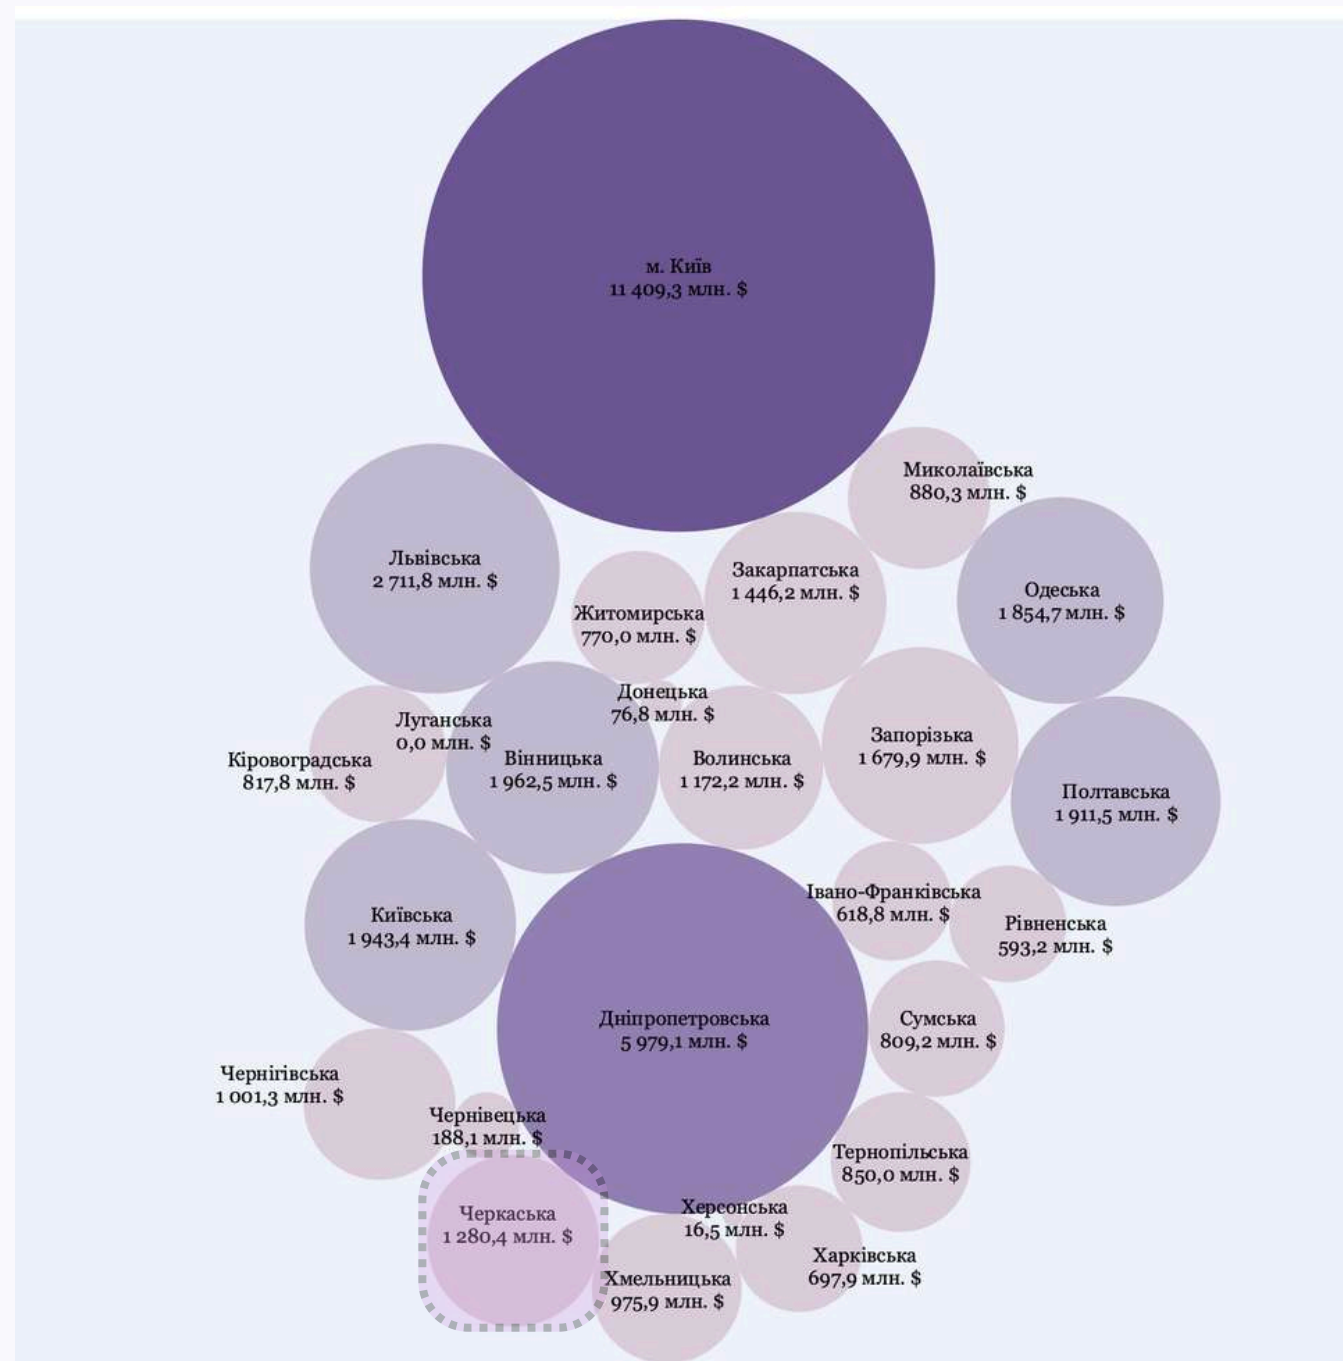 м. Київ
11 409,3 млн. $
Миколаївська
880,3 млн. $
Львівська
2 711,8 млн. $
Закарпатська
1 446,2 млн. $
Одеська
1 854,7 млн. $
Житомирська
770,0 млн. $
Донецька
76,8 млн. $
Луганська
0,0 млн. $
Кіровоградська
817,8 млн. $
Вінницька
1 962,5 млн. $
Волинська
1 172,2 млн. $
Запорізька
1 679,9 млн. $
Полтавська
1 911,5 млн. $
Київська
1 943,4 млн. $
Івано-Франківська
618,8 млн. $
Рівненська
593,2 млн. $
Дніпропетровська
5 979,1 млн. $
Сумська
809,2 млн. $
Чернігівська
1 001,3 млн. $
Чернівецька
188,1 млн. $
Тернопільська
850,0 млн. $
Черкаська
1 280,4 млн. $
Херсонська
16,5 млн. $
Харківська
697,9 млн. $
Хмельницька
975,9 млн. $